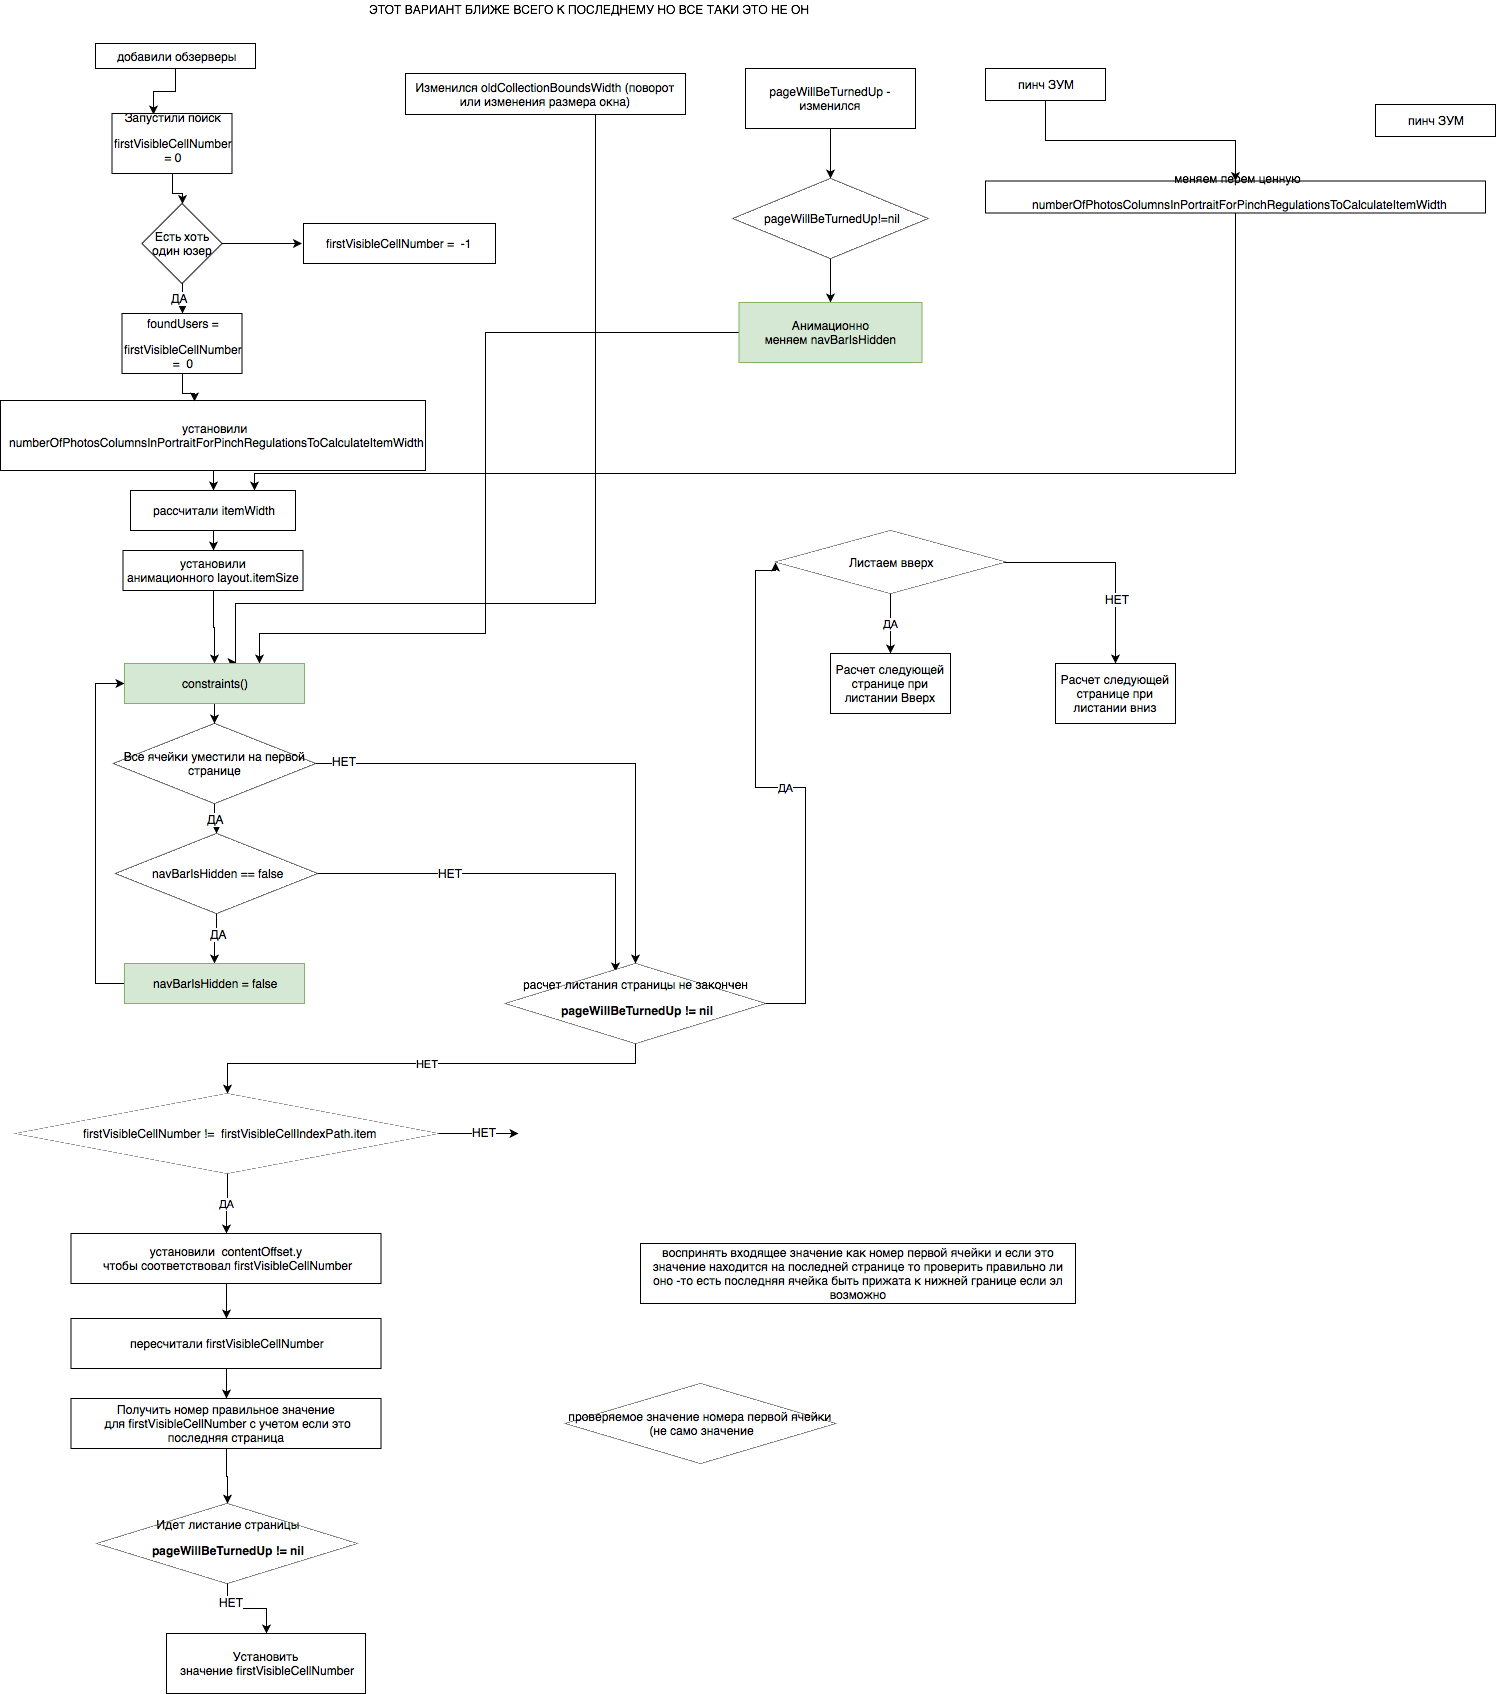 ЭТОТ ВАРИАНТ БЛИЖЕ ВСЕГО К ПОСЛЕДНЕМУ НО ВСЕ ТАКИ ЭТО НЕ ОН
добавили обзерверы
Изменился oldCollectionBoundsWidth (поворот
или изменения размера окна)
pageWillBeTurnedUp -
изменился
пинч ЗУМ
пинч ЗУМ
Запустили поиск
firstVisibleCellNumber
= 0
меняем перем ценную
numberOfPhotosColumnsInPortraitForPinchRegulationsToCalculateItemWidth
pageWillBeTurnedUp!=nil
Есть хоть
один юзер
firstVisibleCellNumber = -1
ДА
foundUsers =
firstVisibleCellNumber
= 0
Анимационно
меняем navBarIsHidden
установили
numberOfPhotosColumnsInPortraitForPinchRegulationsToCalculateItemWidth
рассчитали itemWidth
установили
анимационного layout.itemSize
Листаем вверх
НЕТ
ДА
Расчет следующей
странице при
листании Вверх
Расчет следующей
странице при
листании вниз
constraints()
Все ячейки уместили на первой
странице
НЕТ
ДА
ДА
navBarIsHidden == false
НЕТ
ДА
navBarIsHidden = false
расчет листания страницы не закончен
pageWillBeTurnedUp != nil
НЕТ
firstVisibleCellNumber != firstVisibleCellIndexPath.item
НЕТ
ДА
установили contentOffset.y
чтобы соответствовал firstVisibleCellNumber
воспринять входящее значение как номер первой ячейки и если это
значение находится на последней странице то проверить правильно ли
оно -то есть последняя ячейка быть прижата к нижней границе если эл
возможно
пересчитали firstVisibleCellNumber
Получить номер правильное значение
для firstVisibleCellNumber с учетом если это
последняя страница
проверяемое значение номера первой ячейки
(не само значение
Идет листание страницы
pageWillBeTurnedUp != nil
НЕТ
Установить
значение firstVisibleCellNumber